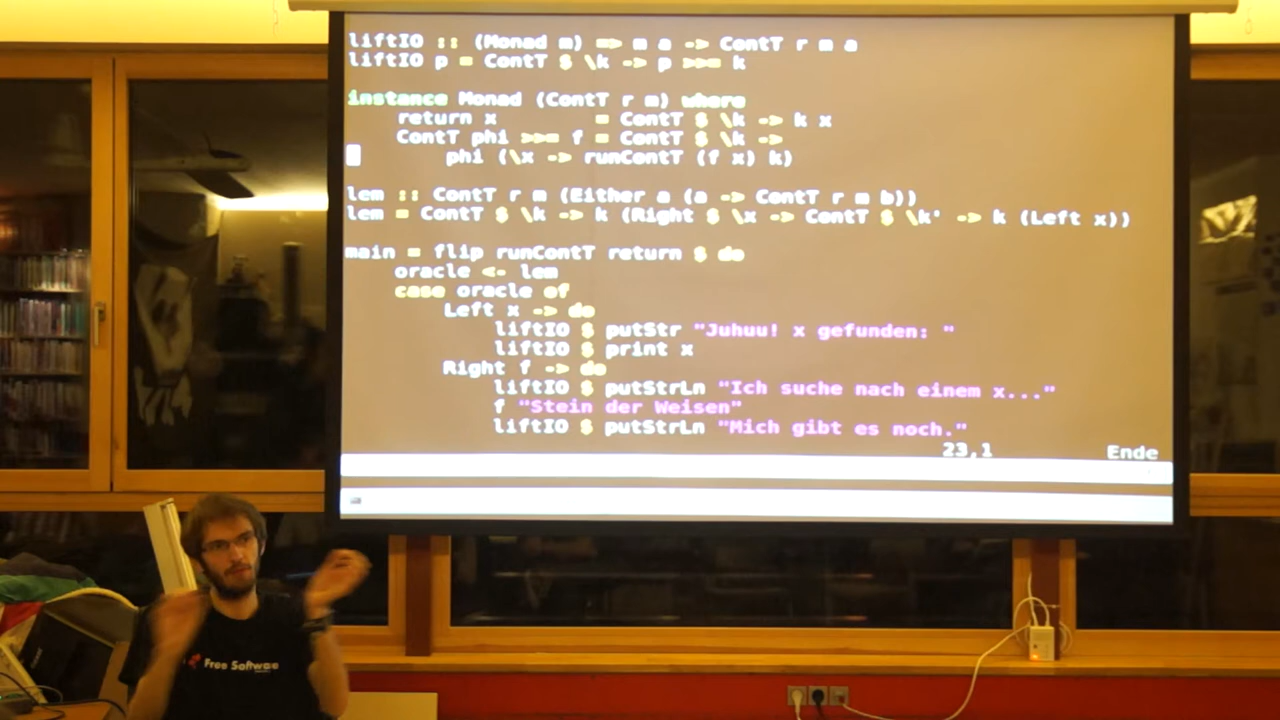 liftIO :: (Monad m) => m a -> ContT r m a
liftIO p = ContT $ \k -> p >>= k
instance Monad (ContT r m) where
return x = ContT $ \k -> k x
ContT phi >>= f = ContT $ \k ->
phi (\x -> runContT (f x) k)
lem :: ContT r m (Either a (a -> ContT r m b))
lem = ContT $ \k -> k (Right $ \x -> ContT $ \k' -> k (Left x))
main = flip runContT return $ do
oracle <- lem
case oracle of
Left x -> do
liftIO $ putStr "Juhuu! x gefunden: "
liftIO $ print x
Right f -> do
liftIO $ putStrLn "Ich suche nach einem x..."
f "Stein der Weisen"
liftIO $ putStrLn "Mich gibt es noch."
23,1 Ende
Free Software